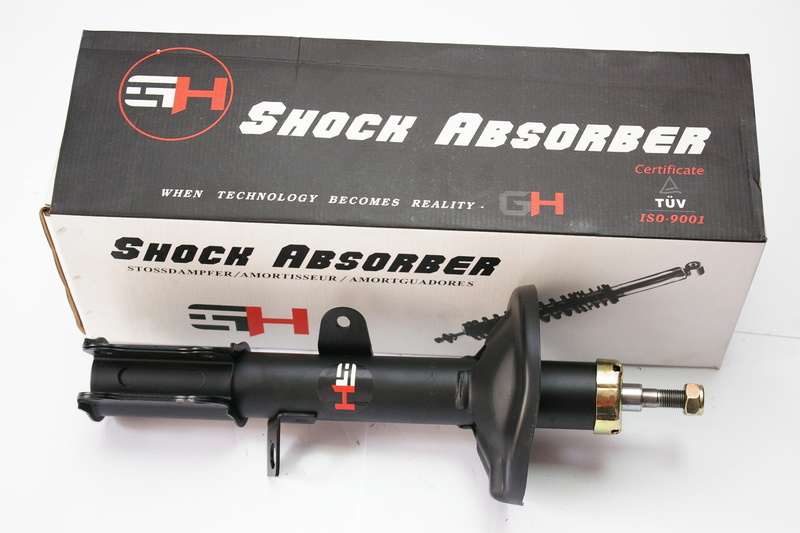 GH
SHOCK ABSORBER
Certificate
TÜV
ISO-9001
WHEN TECHNOLOGY BECOMES REALITY - GH
SHOCK ABSORBER
STOSSDAMPFER/AMORTISSEUR/AMORTGUADORES
GH
GH